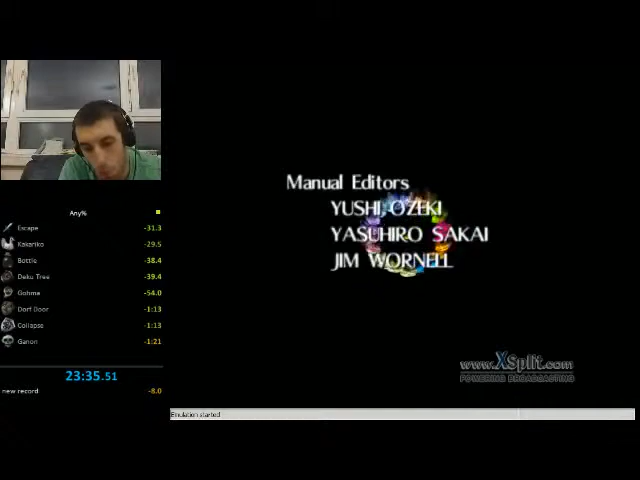 Any%
Escape -31.3
Kakariko -29.5
Bottle -38.4
Deku Tree -39.4
Gohma -54.0
Dorf Door -1:13
Collapse -1:13
Ganon -1:21
23:35.51
new record -8.0
Manual Editors
YUSHI OZEKI
YASUHIRO SAKAI
JIM WORNELL
www.XSplit.com
POWERING BROADCASTING
Emulation started